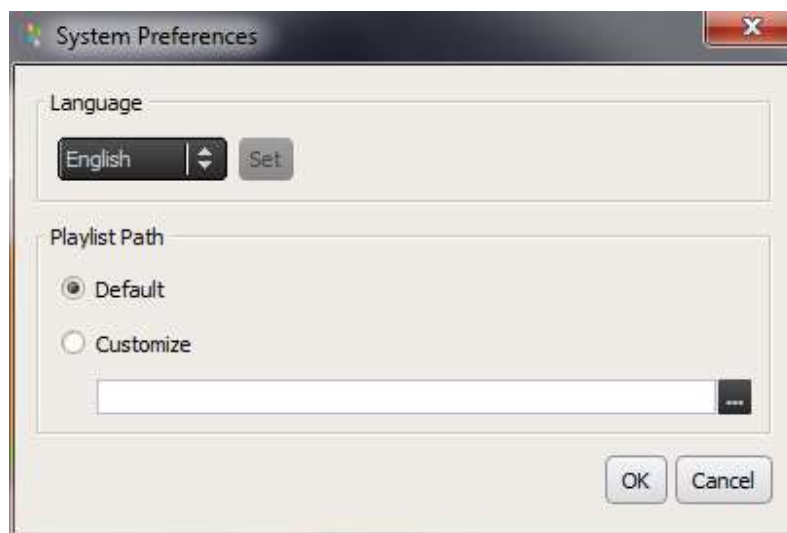 System Preferences
Language
English Set
Playlist Path
Default
Customize
...
OK Cancel